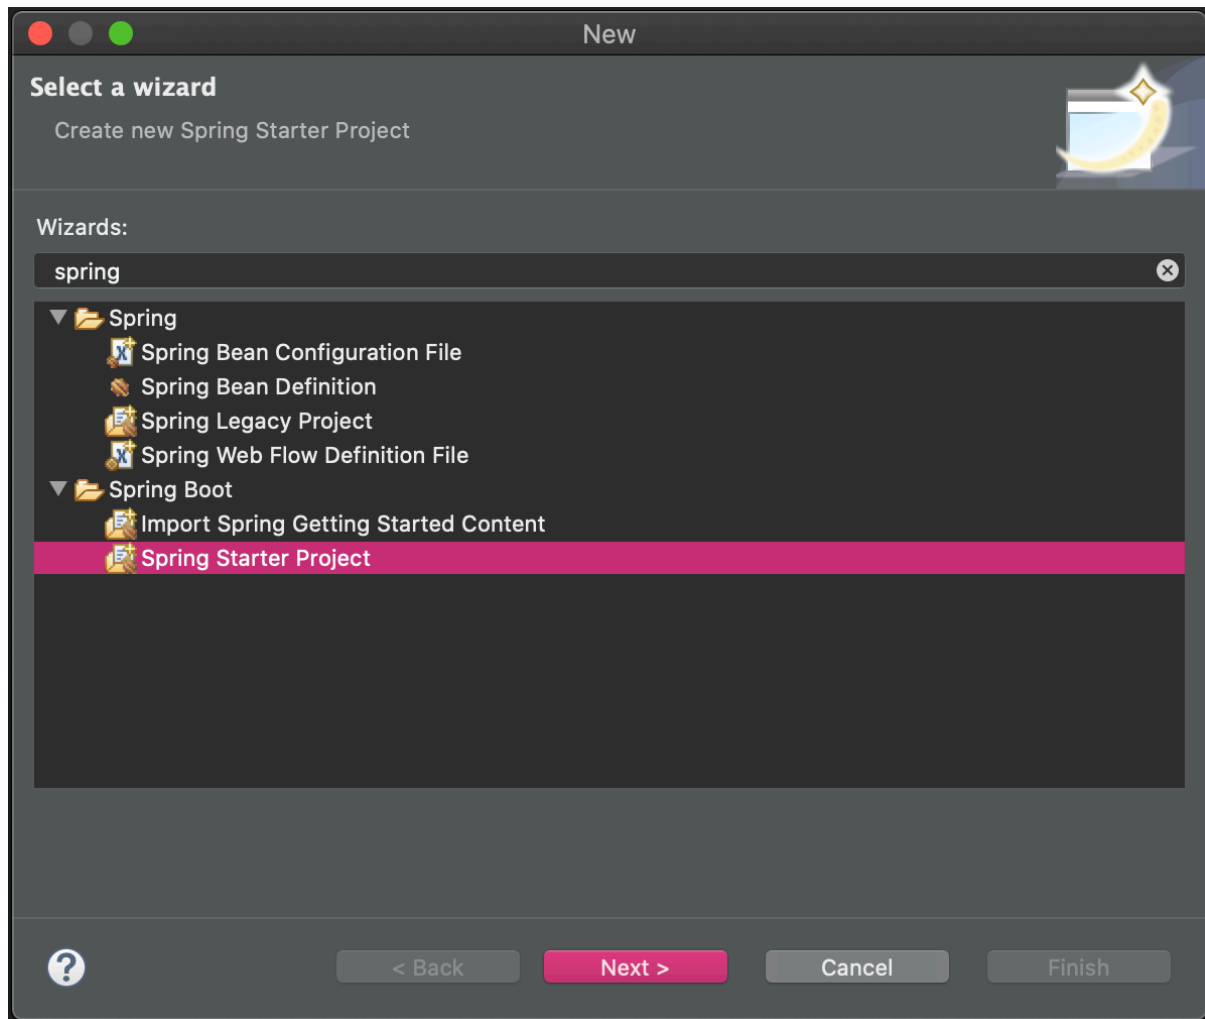 New
Select a wizard
Create new Spring Starter Project
Wizards:
spring
Spring
Spring Bean Configuration File
Spring Bean Definition
Spring Legacy Project
Spring Web Flow Definition File
Spring Boot
Import Spring Getting Started Content
Spring Starter Project
? < Back Next > Cancel Finish